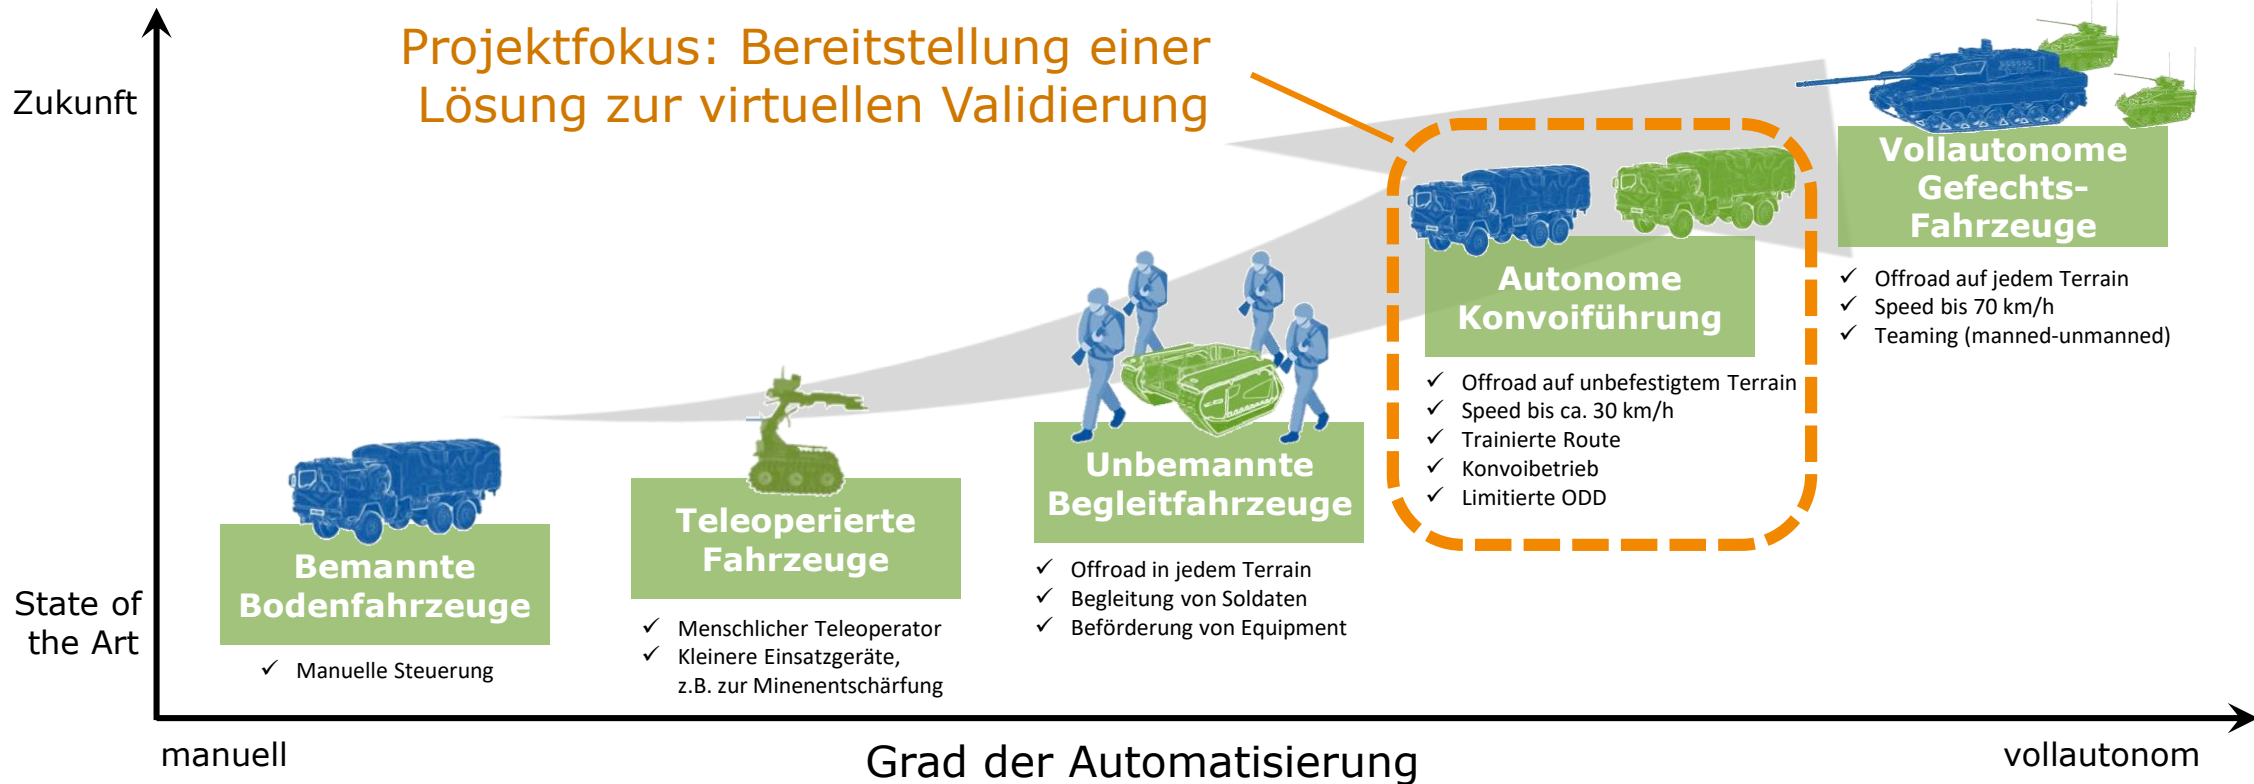 Projektfokus: Bereitstellung einer
Lösung zur virtuellen Validierung
Zukunft
State of
the Art
Bemannte
Bodenfahrzeuge
✓ Manuelle Steuerung
Teleoperierte
Fahrzeuge
✓ Menschlicher Teleoperator
✓ Kleinere Einsatzgeräte,
z.B. zur Minenentschärfung
Unbemannte
Begleitfahrzeuge
✓ Offroad in jedem Terrain
✓ Begleitung von Soldaten
✓ Beförderung von Equipment
Autonome
Konvoiführung
✓ Offroad auf unbefestigtem Terrain
✓ Speed bis ca. 30 km/h
✓ Trainierte Route
✓ Konvoibetrieb
✓ Limitierte ODD
Vollautonome
Gefechts-
Fahrzeuge
✓ Offroad auf jedem Terrain
✓ Speed bis 70 km/h
✓ Teaming (manned-unmanned)
manuell
Grad der Automatisierung
vollautonom